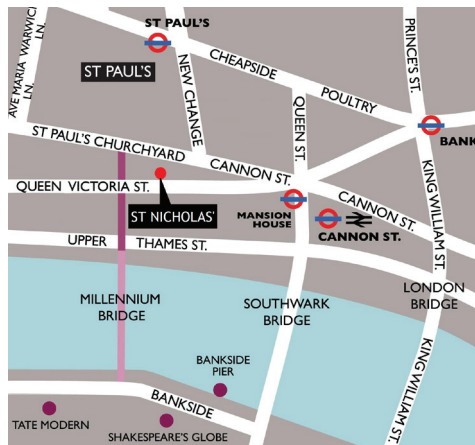 ST PAUL'S
AVE MARIA
LN.
WARWICK
LN.
ST PAUL'S
NEW CHANGE
CHEAPSIDE
POULTRY
PRINCE'S ST.
QUEEN ST.
BANK
ST PAUL'S CHURCHYARD
CANNON ST.
QUEEN VICTORIA ST.
ST NICHOLAS'
MANSION
HOUSE
CANNON ST.
CANNON ST.
KING WILLIAM ST.
UPPER THAMES ST.
MILLENNIUM
BRIDGE
SOUTHWARK
BRIDGE
LONDON
BRIDGE
KING WILLIAM ST.
BANKSIDE
PIER
BANKSIDE
TATE MODERN
SHAKESPEARE'S GLOBE